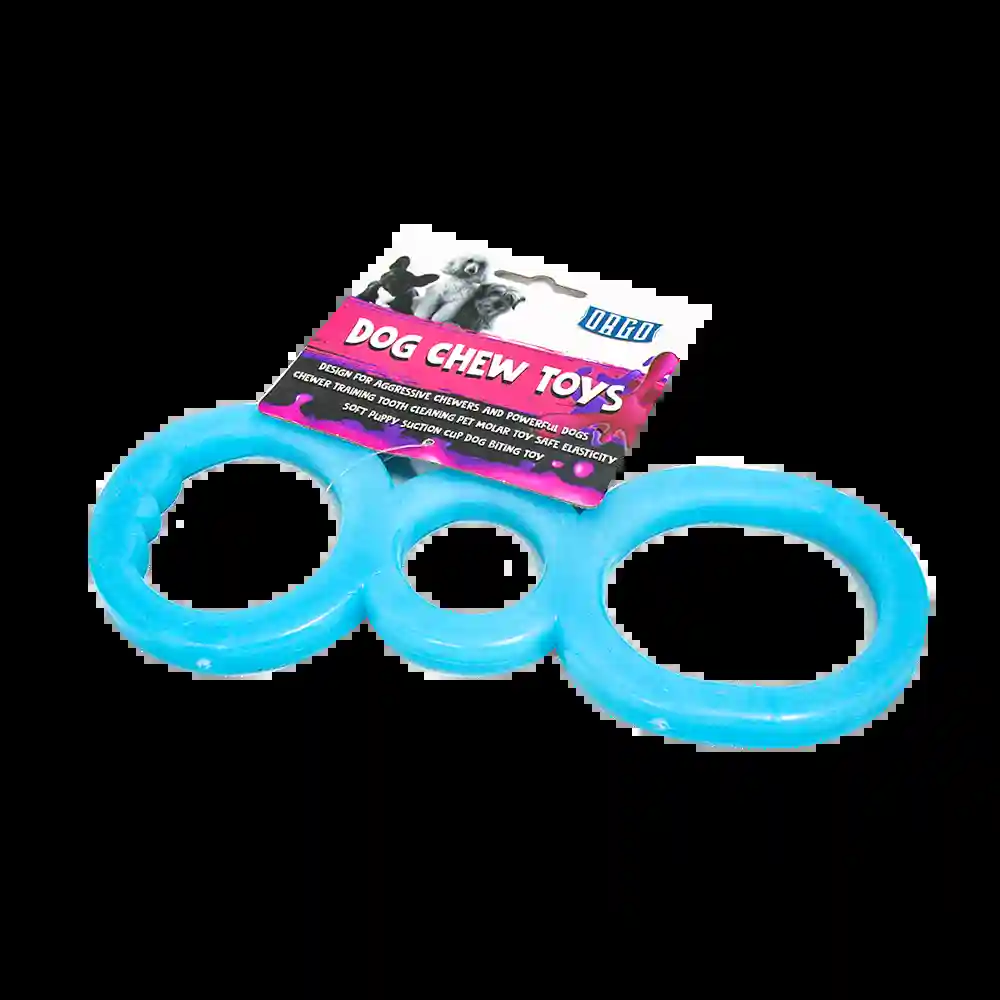 ORGO
DOG CHEW TOYS
DESIGN FOR AGGRESSIVE CHEWERS AND POWERFUL DOGS
CHEWER TRAINING TOOTH CLEANING PET MOLAR TOY SAFE ELASTICITY
SOFT PUPPY SUCTION CUP DOG BITING TOY